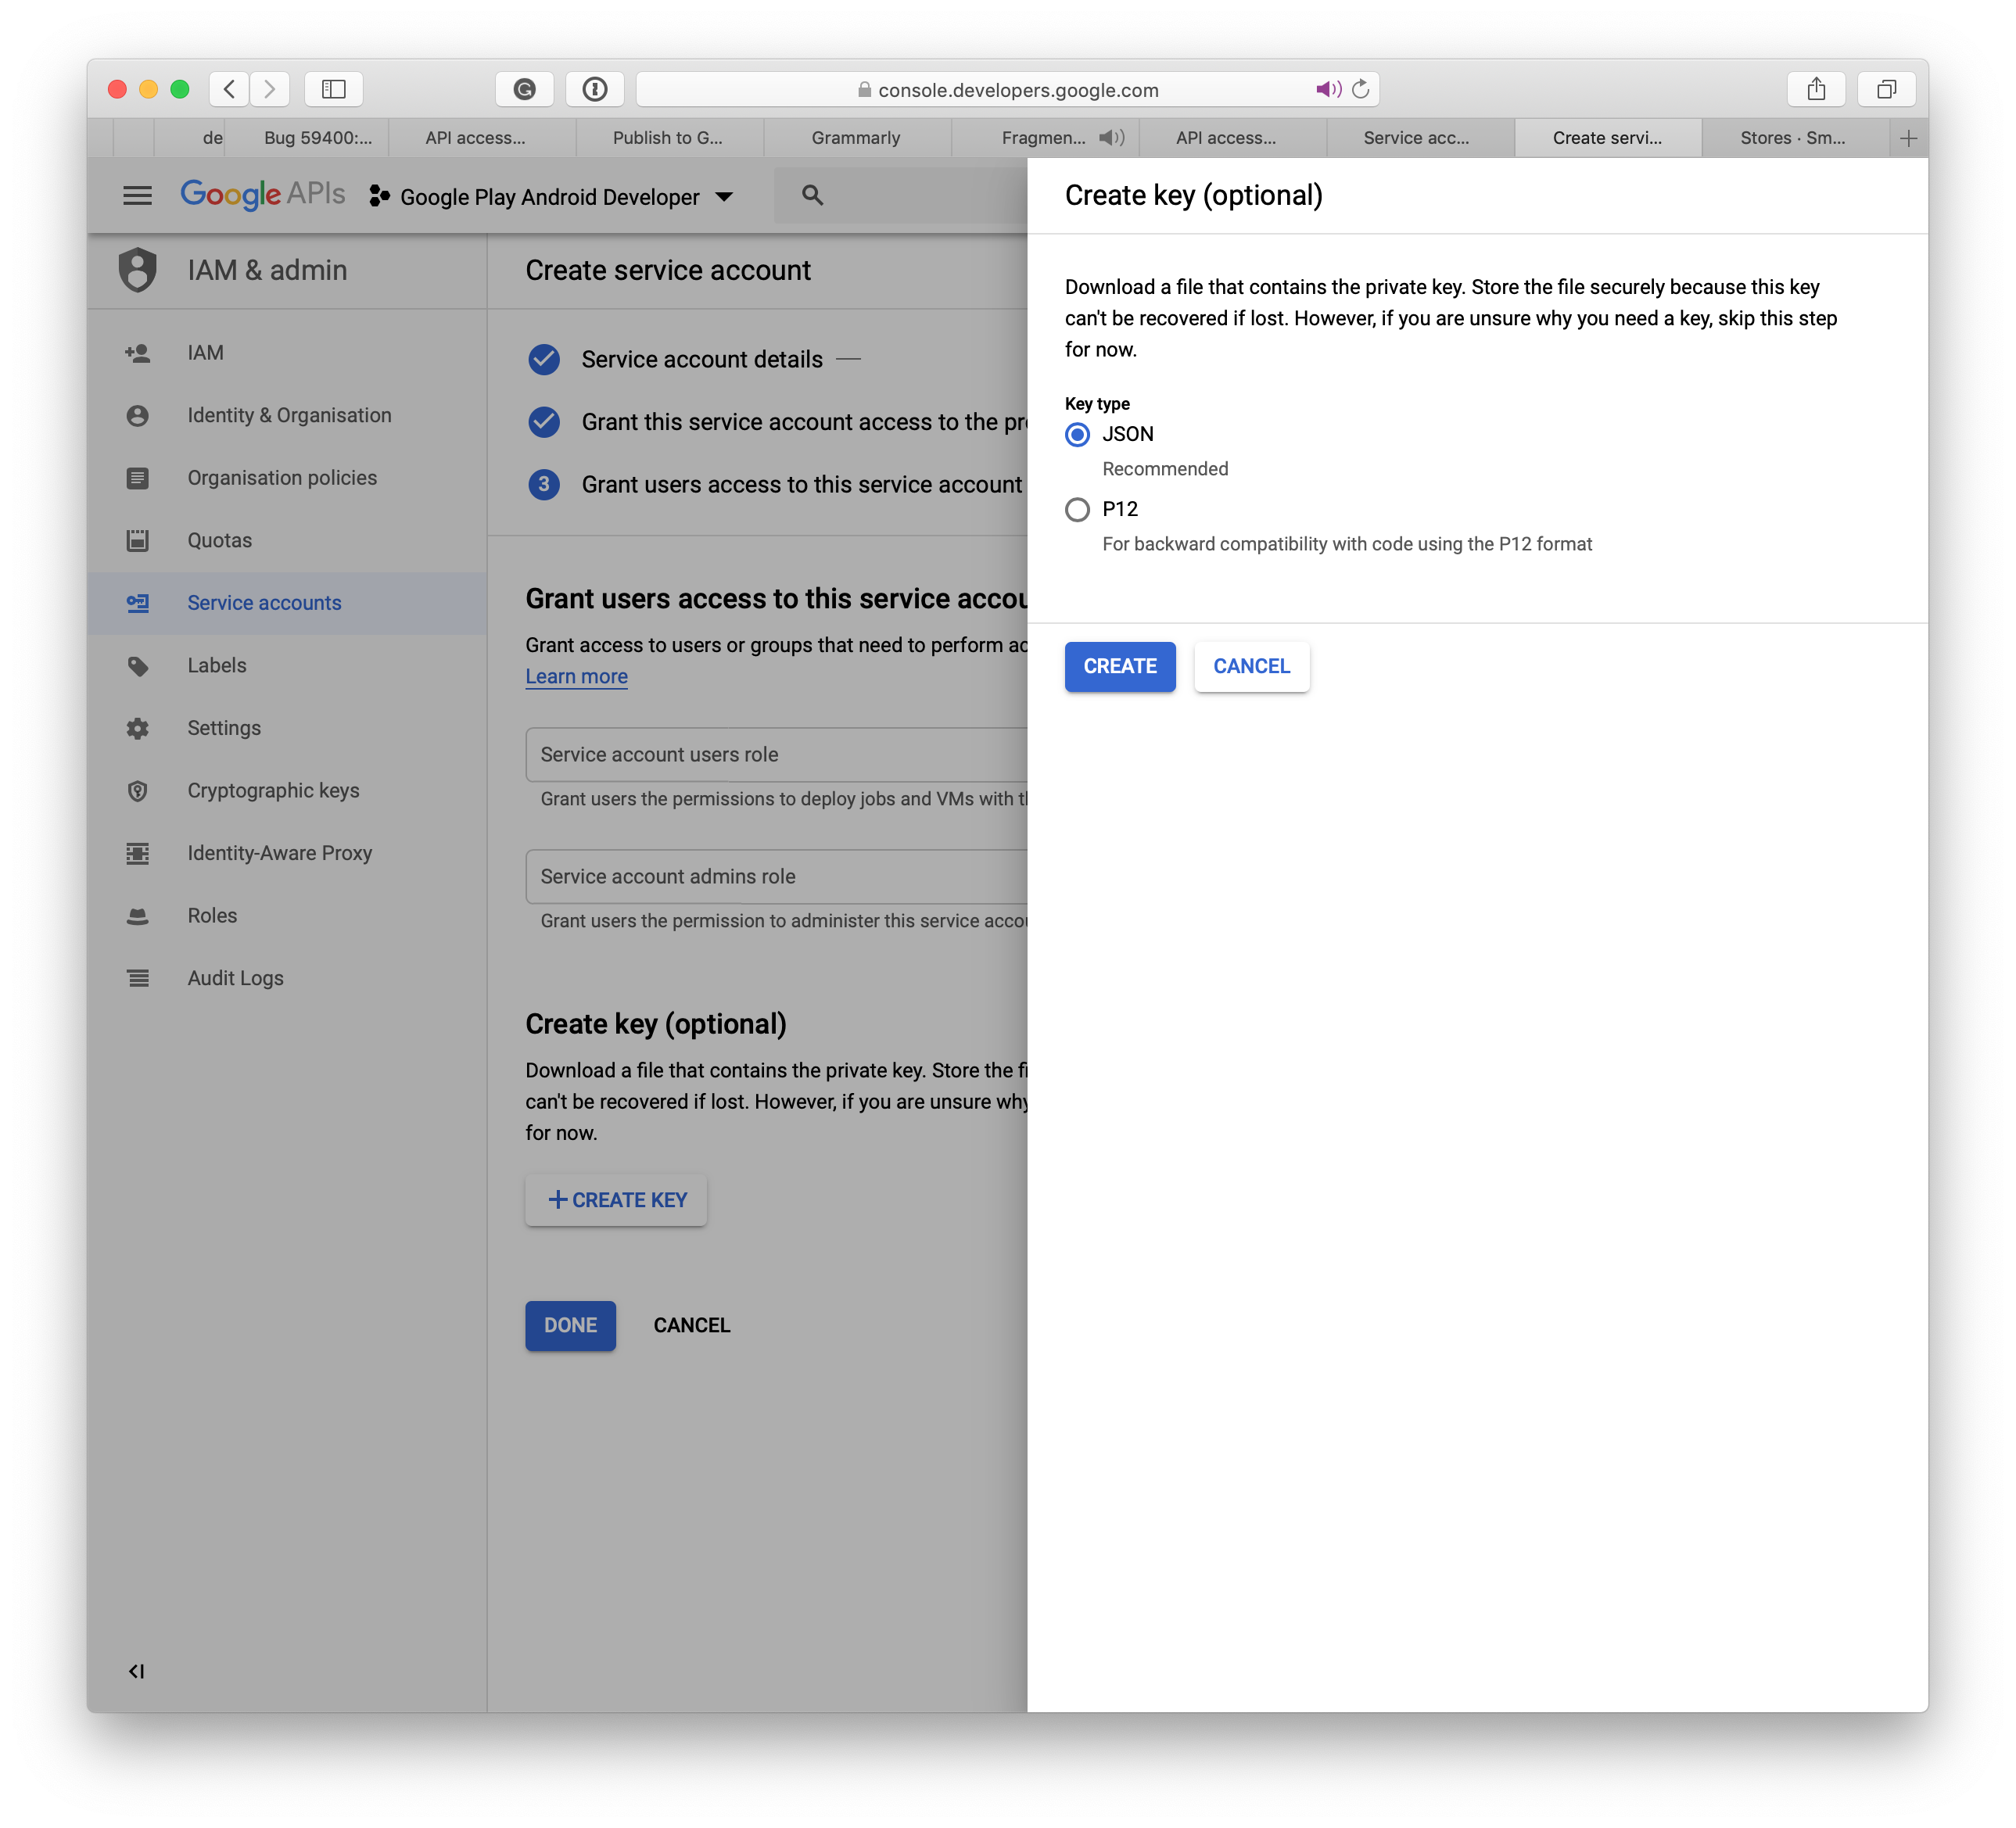 console.developers.google.com
de
Bug 59400:...
API access...
Publish to G...
Grammarly
Fragmen...
API access...
Service acc...
Create servi...
Stores · Sm...
Google APIs
Google Play Android Developer
IAM & admin
IAM
Identity & Organisation
Organisation policies
Quotas
Service accounts
Labels
Settings
Cryptographic keys
Identity-Aware Proxy
Roles
Audit Logs
Create service account
Service account details
Grant this service account access to the pr
3 Grant users access to this service account
Grant users access to this service accou
Grant access to users or groups that need to perform ac
Learn more
Service account users role
Grant users the permissions to deploy jobs and VMs with t
Service account admins role
Grant users the permission to administer this service accou
Create key (optional)
Download a file that contains the private key. Store the fi
can't be recovered if lost. However, if you are unsure why
for now.
CREATE KEY
DONE CANCEL
Create key (optional)
Download a file that contains the private key. Store the file securely because this key
can't be recovered if lost. However, if you are unsure why you need a key, skip this step
for now.
Key type
JSON
Recommended
P12
For backward compatibility with code using the P12 format
CREATE CANCEL